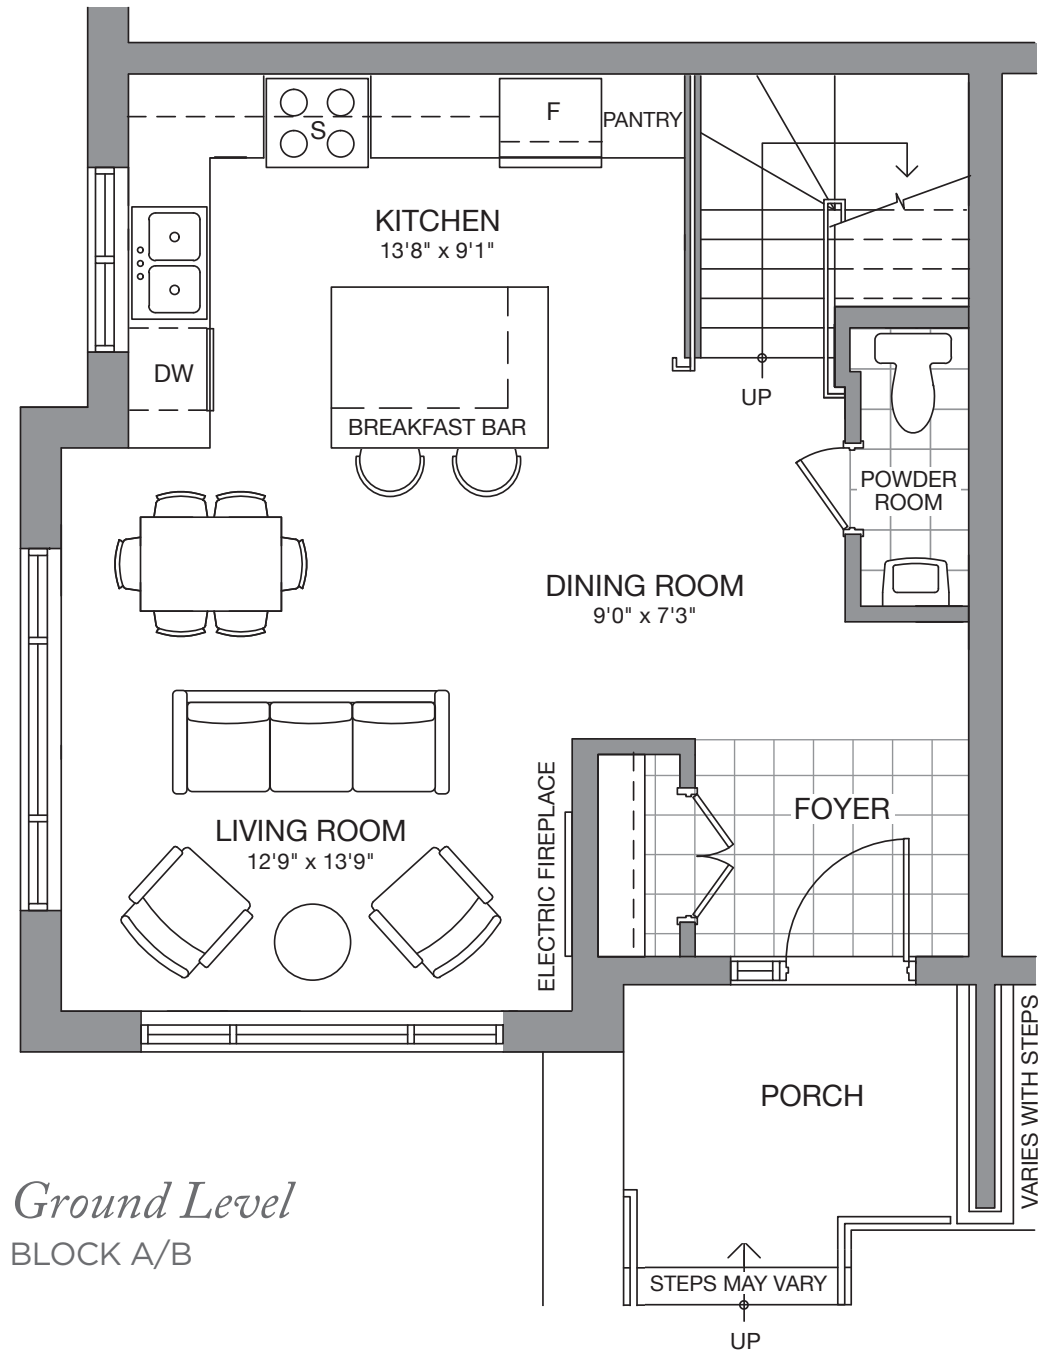 S
F
PANTRY
KITCHEN
13'8" x 9'1"
DW
UP
BREAKFAST BAR
POWDER
ROOM
DINING ROOM
9'0" x 7'3"
ELECTRIC FIREPLACE
FOYER
LIVING ROOM
12'9" x 13'9"
PORCH
VARIES WITH STEPS
Ground Level
BLOCK A/B
STEPS MAY VARY
UP